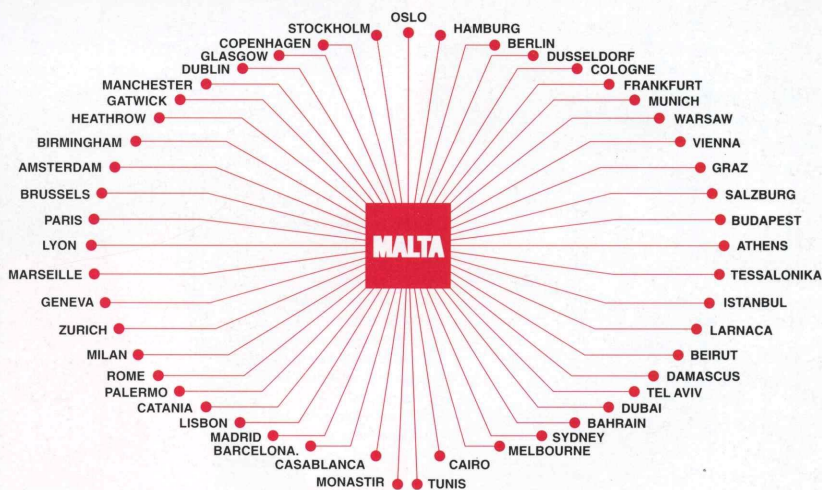 OSLO
STOCKHOLM
HAMBURG
COPENHAGEN
BERLIN
GLASGOW
DUSSELDORF
DUBLIN
COLOGNE
MANCHESTER
FRANKFURT
GATWICK
MUNICH
HEATHROW
WARSAW
BIRMINGHAM
VIENNA
AMSTERDAM
GRAZ
BRUSSELS
SALZBURG
PARIS
BUDAPEST
LYON
MALTA
ATHENS
MARSEILLE
TESSALONIKA
GENEVA
ISTANBUL
ZURICH
LARNACA
MILAN
BEIRUT
ROME
DAMASCUS
PALERMO
TEL AVIV
CATANIA
DUBAI
LISBON
BAHRAIN
MADRID
SYDNEY
BARCELONA.
MELBOURNE
CASABLANCA
CAIRO
MONASTIR
TUNIS